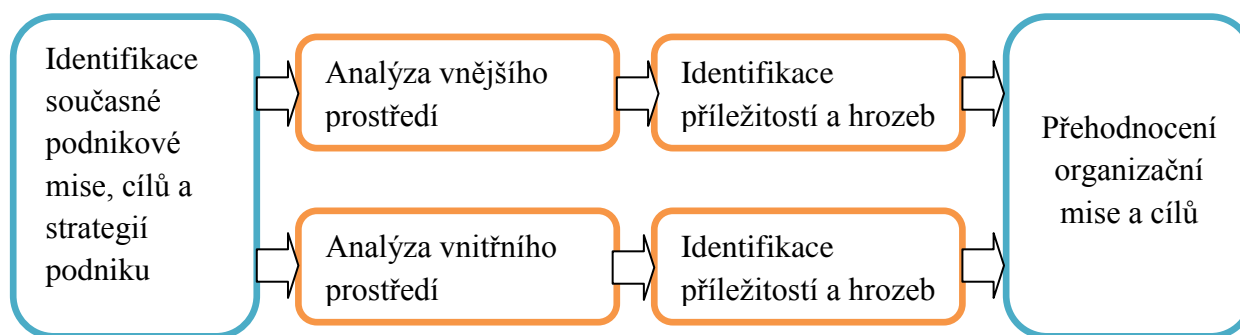 Identifikace
současné
podnikové
mise, cílů a
strategií
podniku
Analýza vnějšího
prostředí
Identifikace
příležitostí a hrozeb
Analýza vnitřního
prostředí
Identifikace
příležitostí a hrozeb
Přehodnocení
organizační
mise a cílů